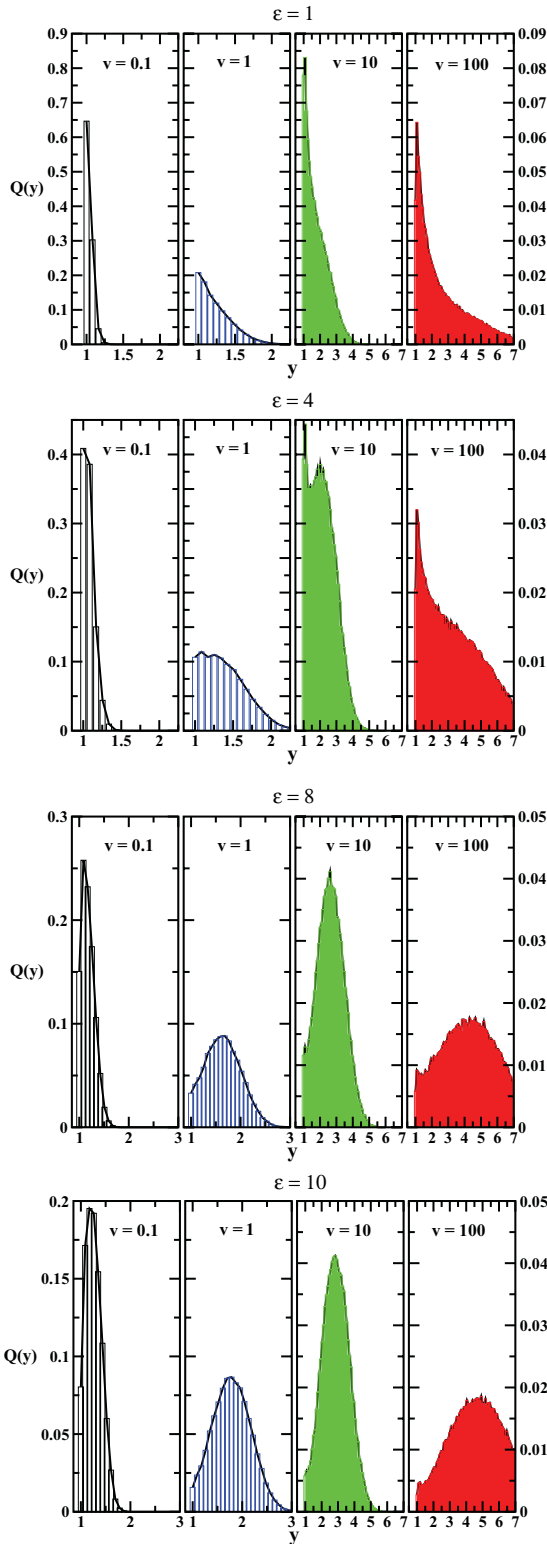 ε = 1
0.9 0.8 0.7 0.6 0.5 0.4 0.3 0.2 0.1 0
Q(y)
v = 0.1
v = 1
v = 10
v = 100
0.09 0.08 0.07 0.06 0.05 0.04 0.03 0.02 0.01 0
1 1.5 2
1 1.5 2
1 2 3 4 5 6 7
1 2 3 4 5 6 7
y
ε = 4
0.4 0.3 0.2 0.1 0
Q(y)
v = 0.1
v = 1
v = 10
v = 100
0.04 0.03 0.02 0.01 0
1 1.5 2
1 1.5 2
1 2 3 4 5 6 7
1 2 3 4 5 6 7
y
ε = 8
0.3 0.2 0.1 0
Q(y)
v = 0.1
v = 1
v = 10
v = 100
0.05 0.04 0.03 0.02 0.01 0
1 2 3
1 2 3
1 2 3 4 5 6 7
1 2 3 4 5 6 7
y
ε = 10
0.2 0.15 0.1 0.05 0
Q(y)
v = 0.1
v = 1
v = 10
v = 100
0.05 0.04 0.03 0.02 0.01 0
1 2 3
1 2 3
1 2 3 4 5 6 7
1 2 3 4 5 6 7
y